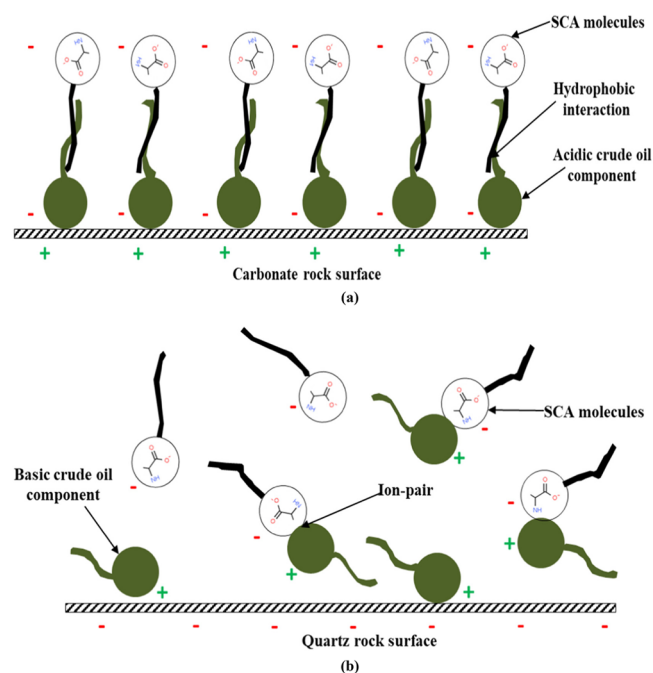 SCA molecules
Hydrophobic
interaction
Acidic crude oil
component
Carbonate rock surface
(a)
SCA molecules
Basic crude oil
component
Ion-pair
Quartz rock surface
(b)